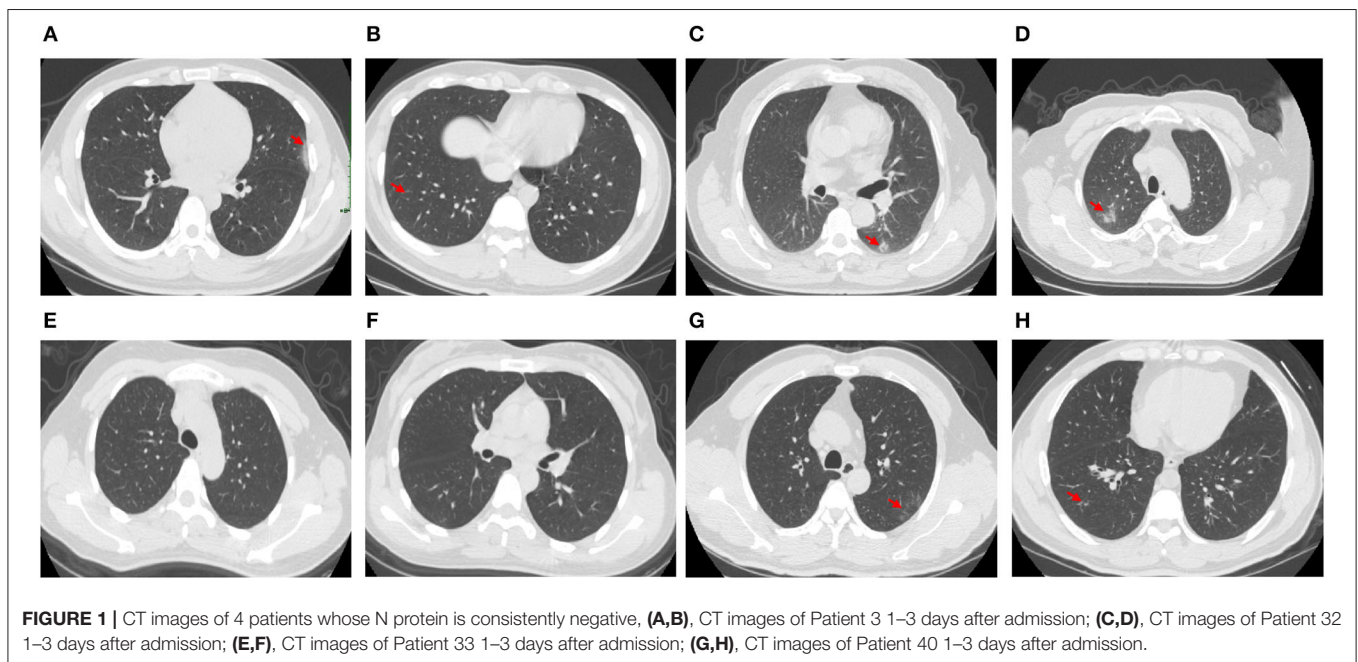 A
B
C
D
E
F
G
H
FIGURE 1 | CT images of 4 patients whose N protein is consistently negative, (A,B), CT images of Patient 3 1–3 days after admission; (C,D), CT images of Patient 32
1–3 days after admission; (E,F), CT images of Patient 33 1–3 days after admission; (G,H), CT images of Patient 40 1–3 days after admission.